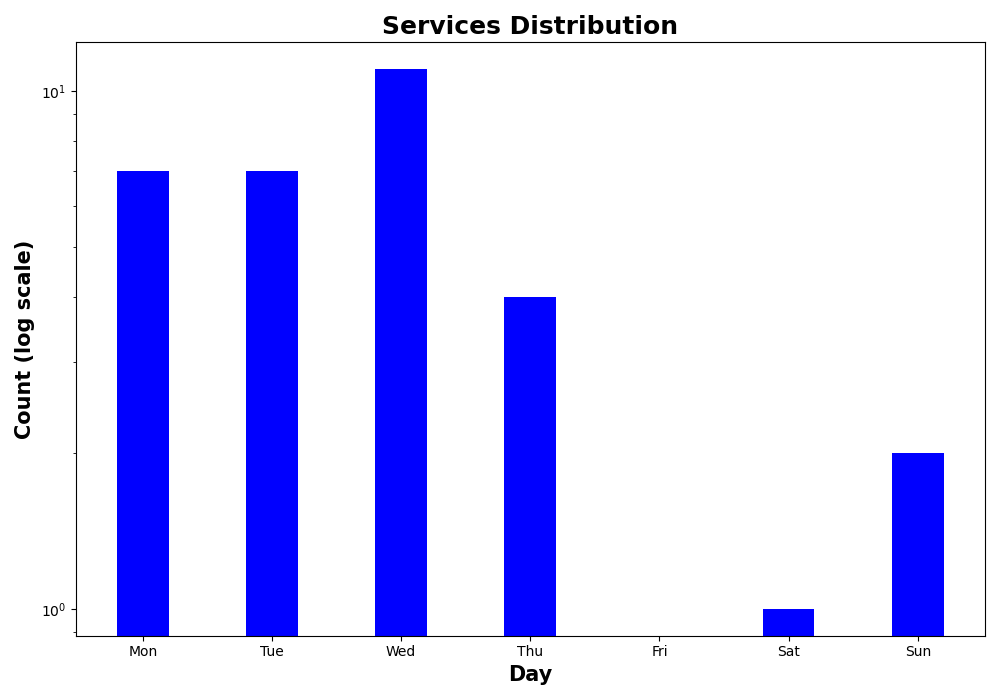 Services Distribution
Count (log scale)
10¹
10⁰
Mon Tue Wed Thu Fri Sat Sun
Day